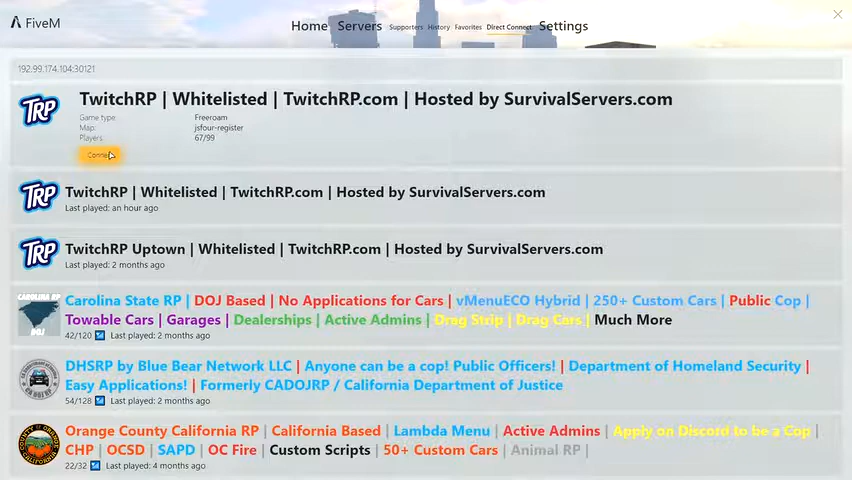 FiveM
Home Servers Supporters History Favorites Direct Connect Settings
192.99.174.104:30121
TRP
TwitchRP | Whitelisted | TwitchRP.com | Hosted by SurvivalServers.com
Game type: Freeroam
Map: jsfour-register
Players 67/99
Connect
TRP
TwitchRP | Whitelisted | TwitchRP.com | Hosted by SurvivalServers.com
Last played: an hour ago
TRP
TwitchRP Uptown | Whitelisted | TwitchRP.com | Hosted by SurvivalServers.com
Last played: 2 months ago
CAROLINA RP
DOJ
Carolina State RP | DOJ Based | No Applications for Cars | vMenuECO Hybrid | 250+ Custom Cars | Public Cop |
Towable Cars | Garages | Dealerships | Active Admins | Drag Strip | Drag Cars | Much More
42/120 Last played: 2 months ago
DHSRP by Blue Bear Network LLC | Anyone can be a cop! Public Officers! | Department of Homeland Security |
Easy Applications! | Formerly CADOJRP / California Department of Justice
54/128 Last played: 2 months ago
Orange County California RP | California Based | Lambda Menu | Active Admins | Apply on Discord to be a Cop |
CHP | OCSD | SAPD | OC Fire | Custom Scripts | 50+ Custom Cars | Animal RP |
22/32 Last played: 4 months ago